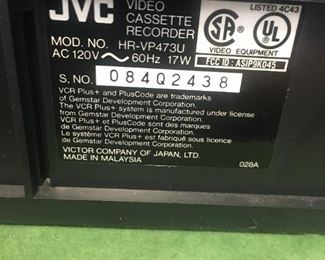 JVC VIDEO CASSETTE RECORDER
MOD. NO. HR-VP473U
AC 120V ~ 60Hz 17W
S. NO. 084Q2438
SA UL LISTED 4C43
VIDEO EQUIPMENT
FCC ID : ASIP9K045
VCR Plus+ and PlusCode are trademarks
of Gemstar Development Corporation.
The VCR Plus+ system is manufactured under license
from Gemstar Development Corporation.
VCR Plus+ et PlusCode sont des marques
de Gemstar Development Corporation.
Le système VCR Plus+ est fabriqué sous licence
de Gemstar Development Corporation.
VICTOR COMPANY OF JAPAN, LTD.
MADE IN MALAYSIA
028A